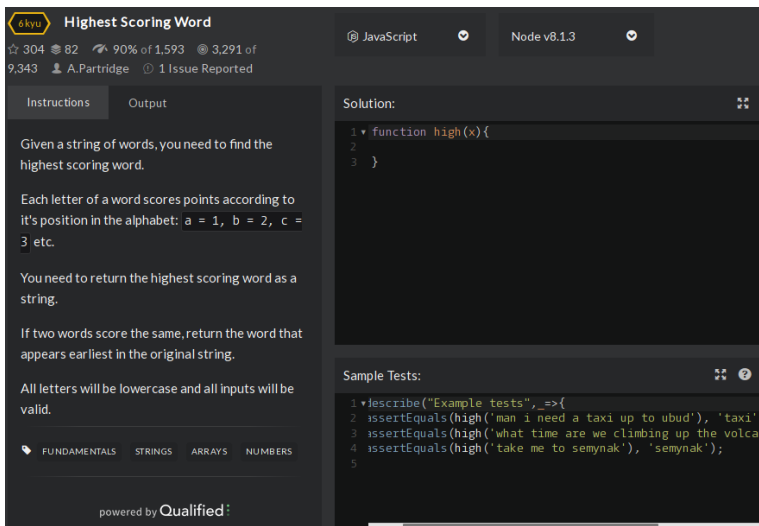 6 kyu Highest Scoring Word
304 82 90% of 1,593 3,291 of
9,343 A.Partridge 1 Issue Reported
JavaScript Node v8.1.3
Instructions Output
Given a string of words, you need to find the
highest scoring word.
Each letter of a word scores points according to
it's position in the alphabet: a = 1, b = 2, c =
3 etc.
You need to return the highest scoring word as a
string.
If two words score the same, return the word that
appears earliest in the original string.
All letters will be lowercase and all inputs will be
valid.
FUNDAMENTALS STRINGS ARRAYS NUMBERS
powered by Qualified
Solution:
1 function high(x){
2
3 }
Sample Tests:
1 describe("Example tests",_=>{
2 assertEquals(high('man i need a taxi up to ubud'), 'taxi'
3 assertEquals(high('what time are we climbing up the volca
4 assertEquals(high('take me to semynak'), 'semynak');
5